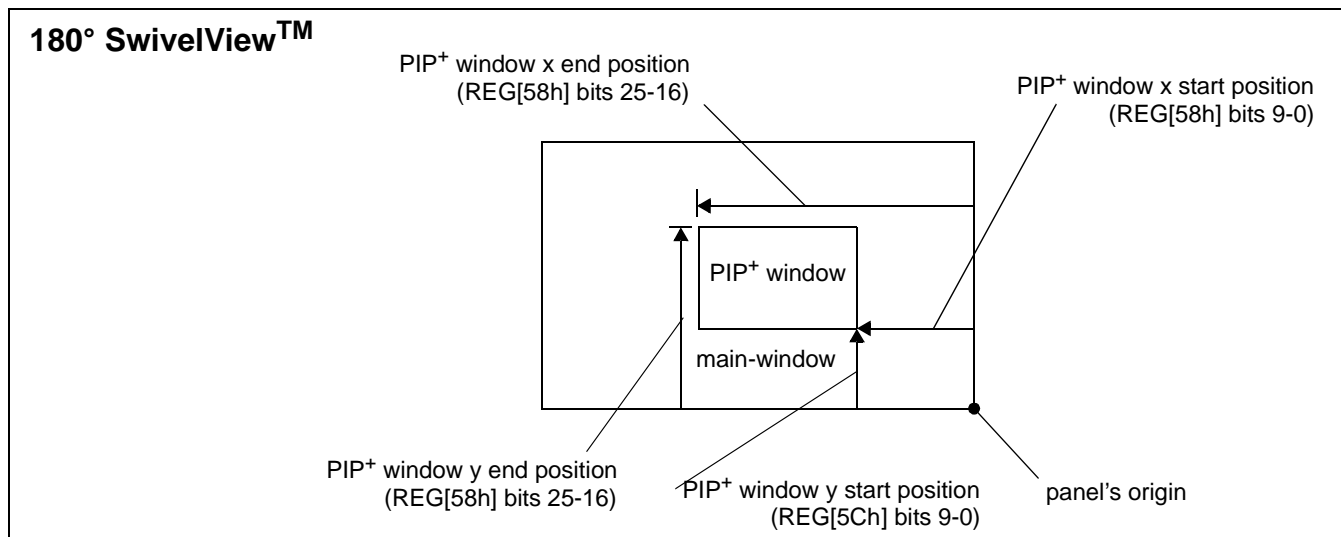 180° SwivelView™
PIP+ window x end position
(REG[58h] bits 25-16)
PIP+ window x start position
(REG[58h] bits 9-0)
PIP+ window
main-window
PIP+ window y end position
(REG[58h] bits 25-16)
PIP+ window y start position
(REG[5Ch] bits 9-0)
panel's origin